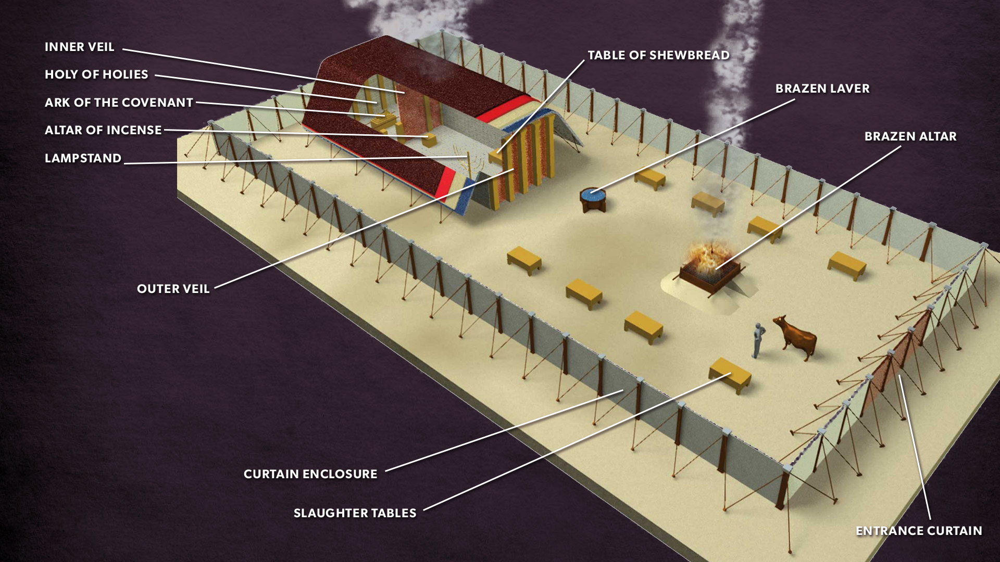 INNER VEIL
HOLY OF HOLIES
ARK OF THE COVENANT
ALTAR OF INCENSE
LAMPSTAND
TABLE OF SHEWBREAD
BRAZEN LAVER
BRAZEN ALTAR
OUTER VEIL
CURTAIN ENCLOSURE
SLAUGHTER TABLES
ENTRANCE CURTAIN